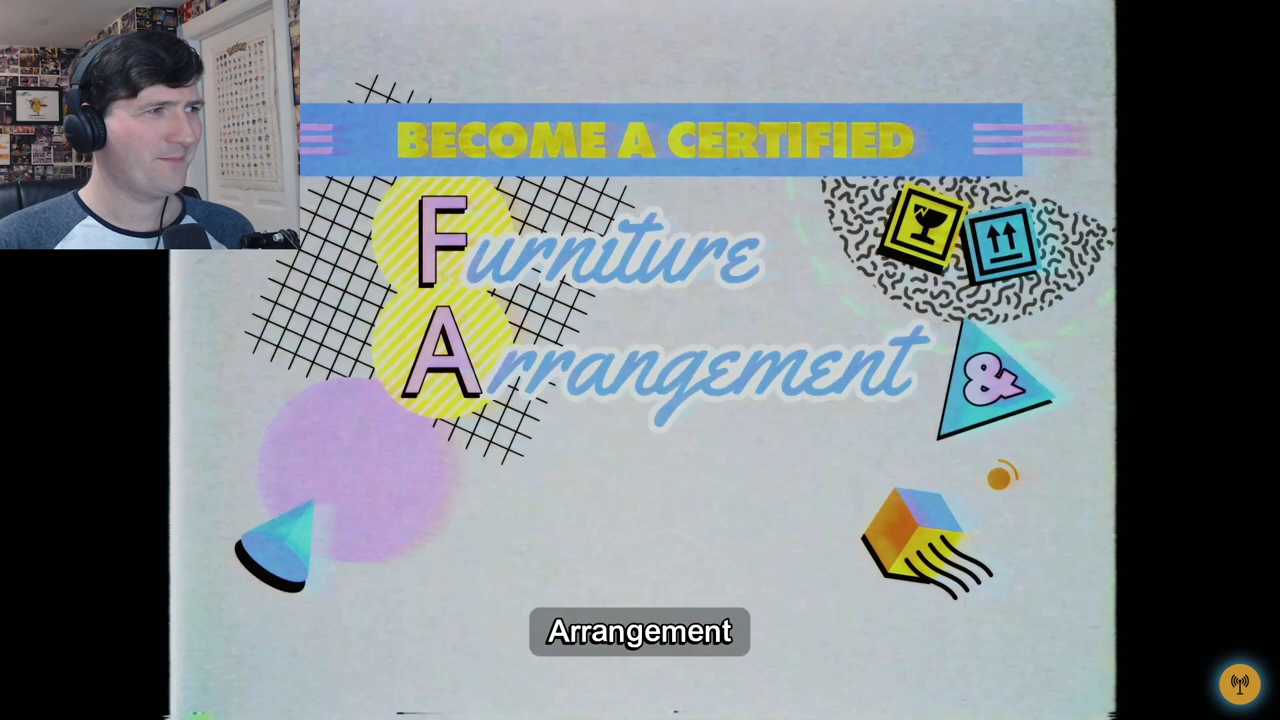 BECOME A CERTIFIED
Furniture
Arrangement
&
Arrangement